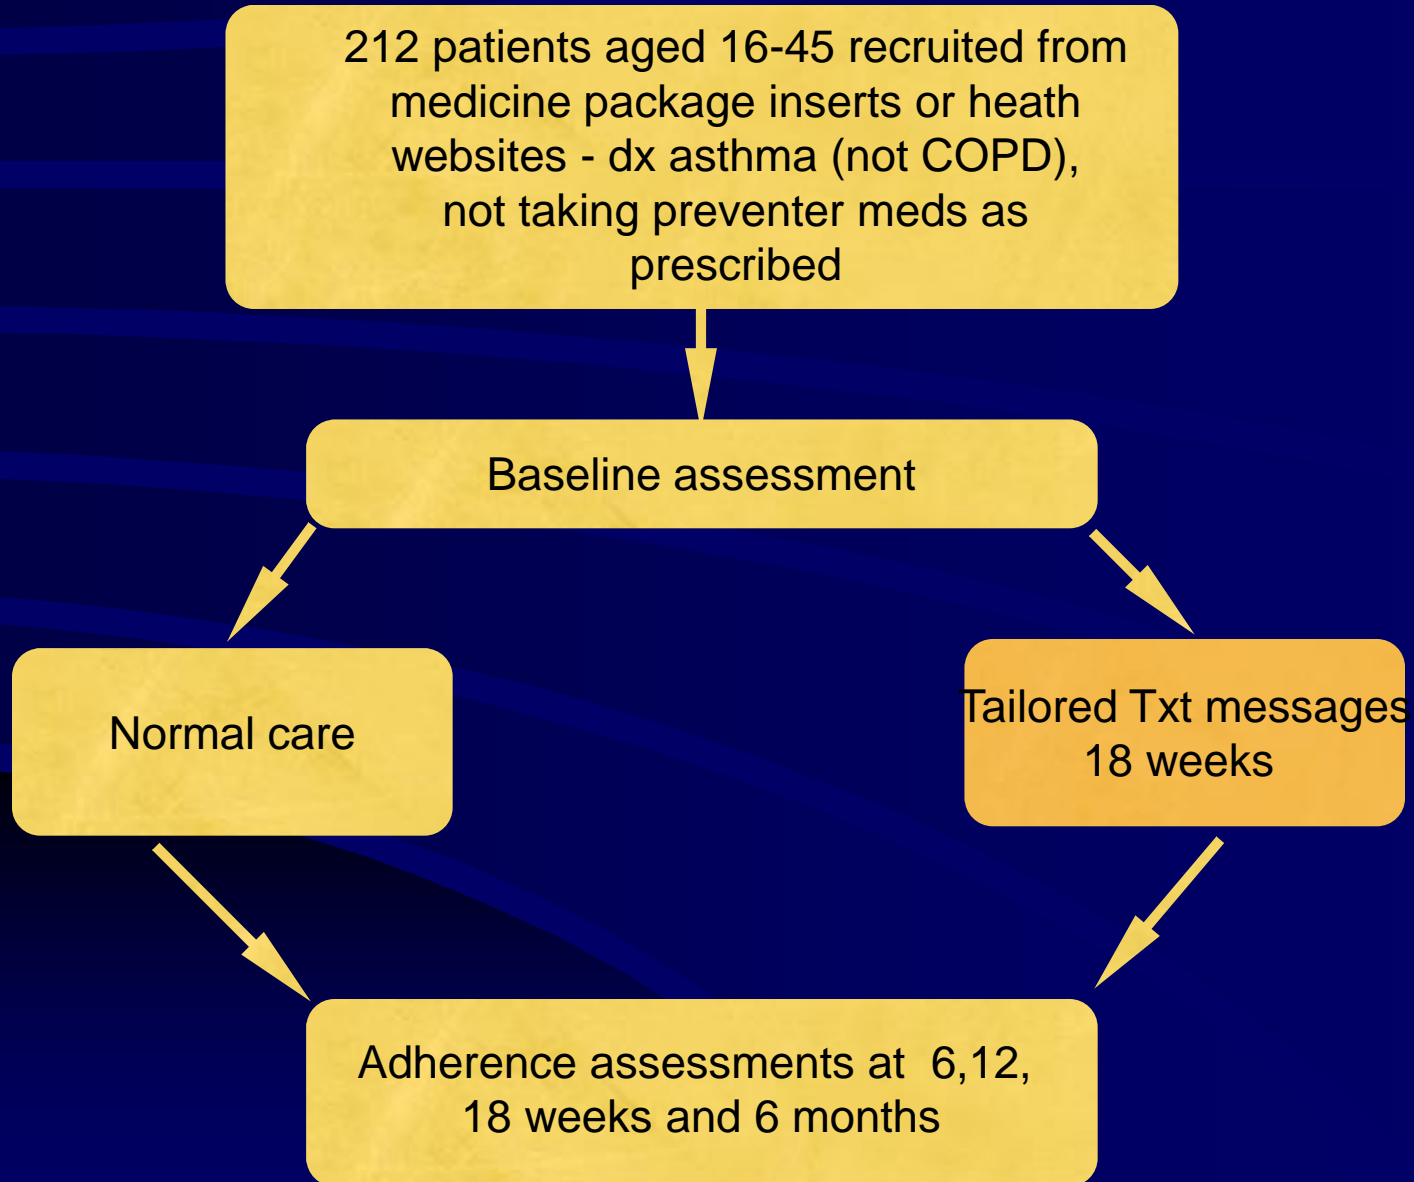 212 patients aged 16-45 recruited from
medicine package inserts or heath
websites - dx asthma (not COPD),
not taking preventer meds as
prescribed
Baseline assessment
Normal care
Tailored Txt messages
18 weeks
Adherence assessments at  6,12,
18 weeks and 6 months